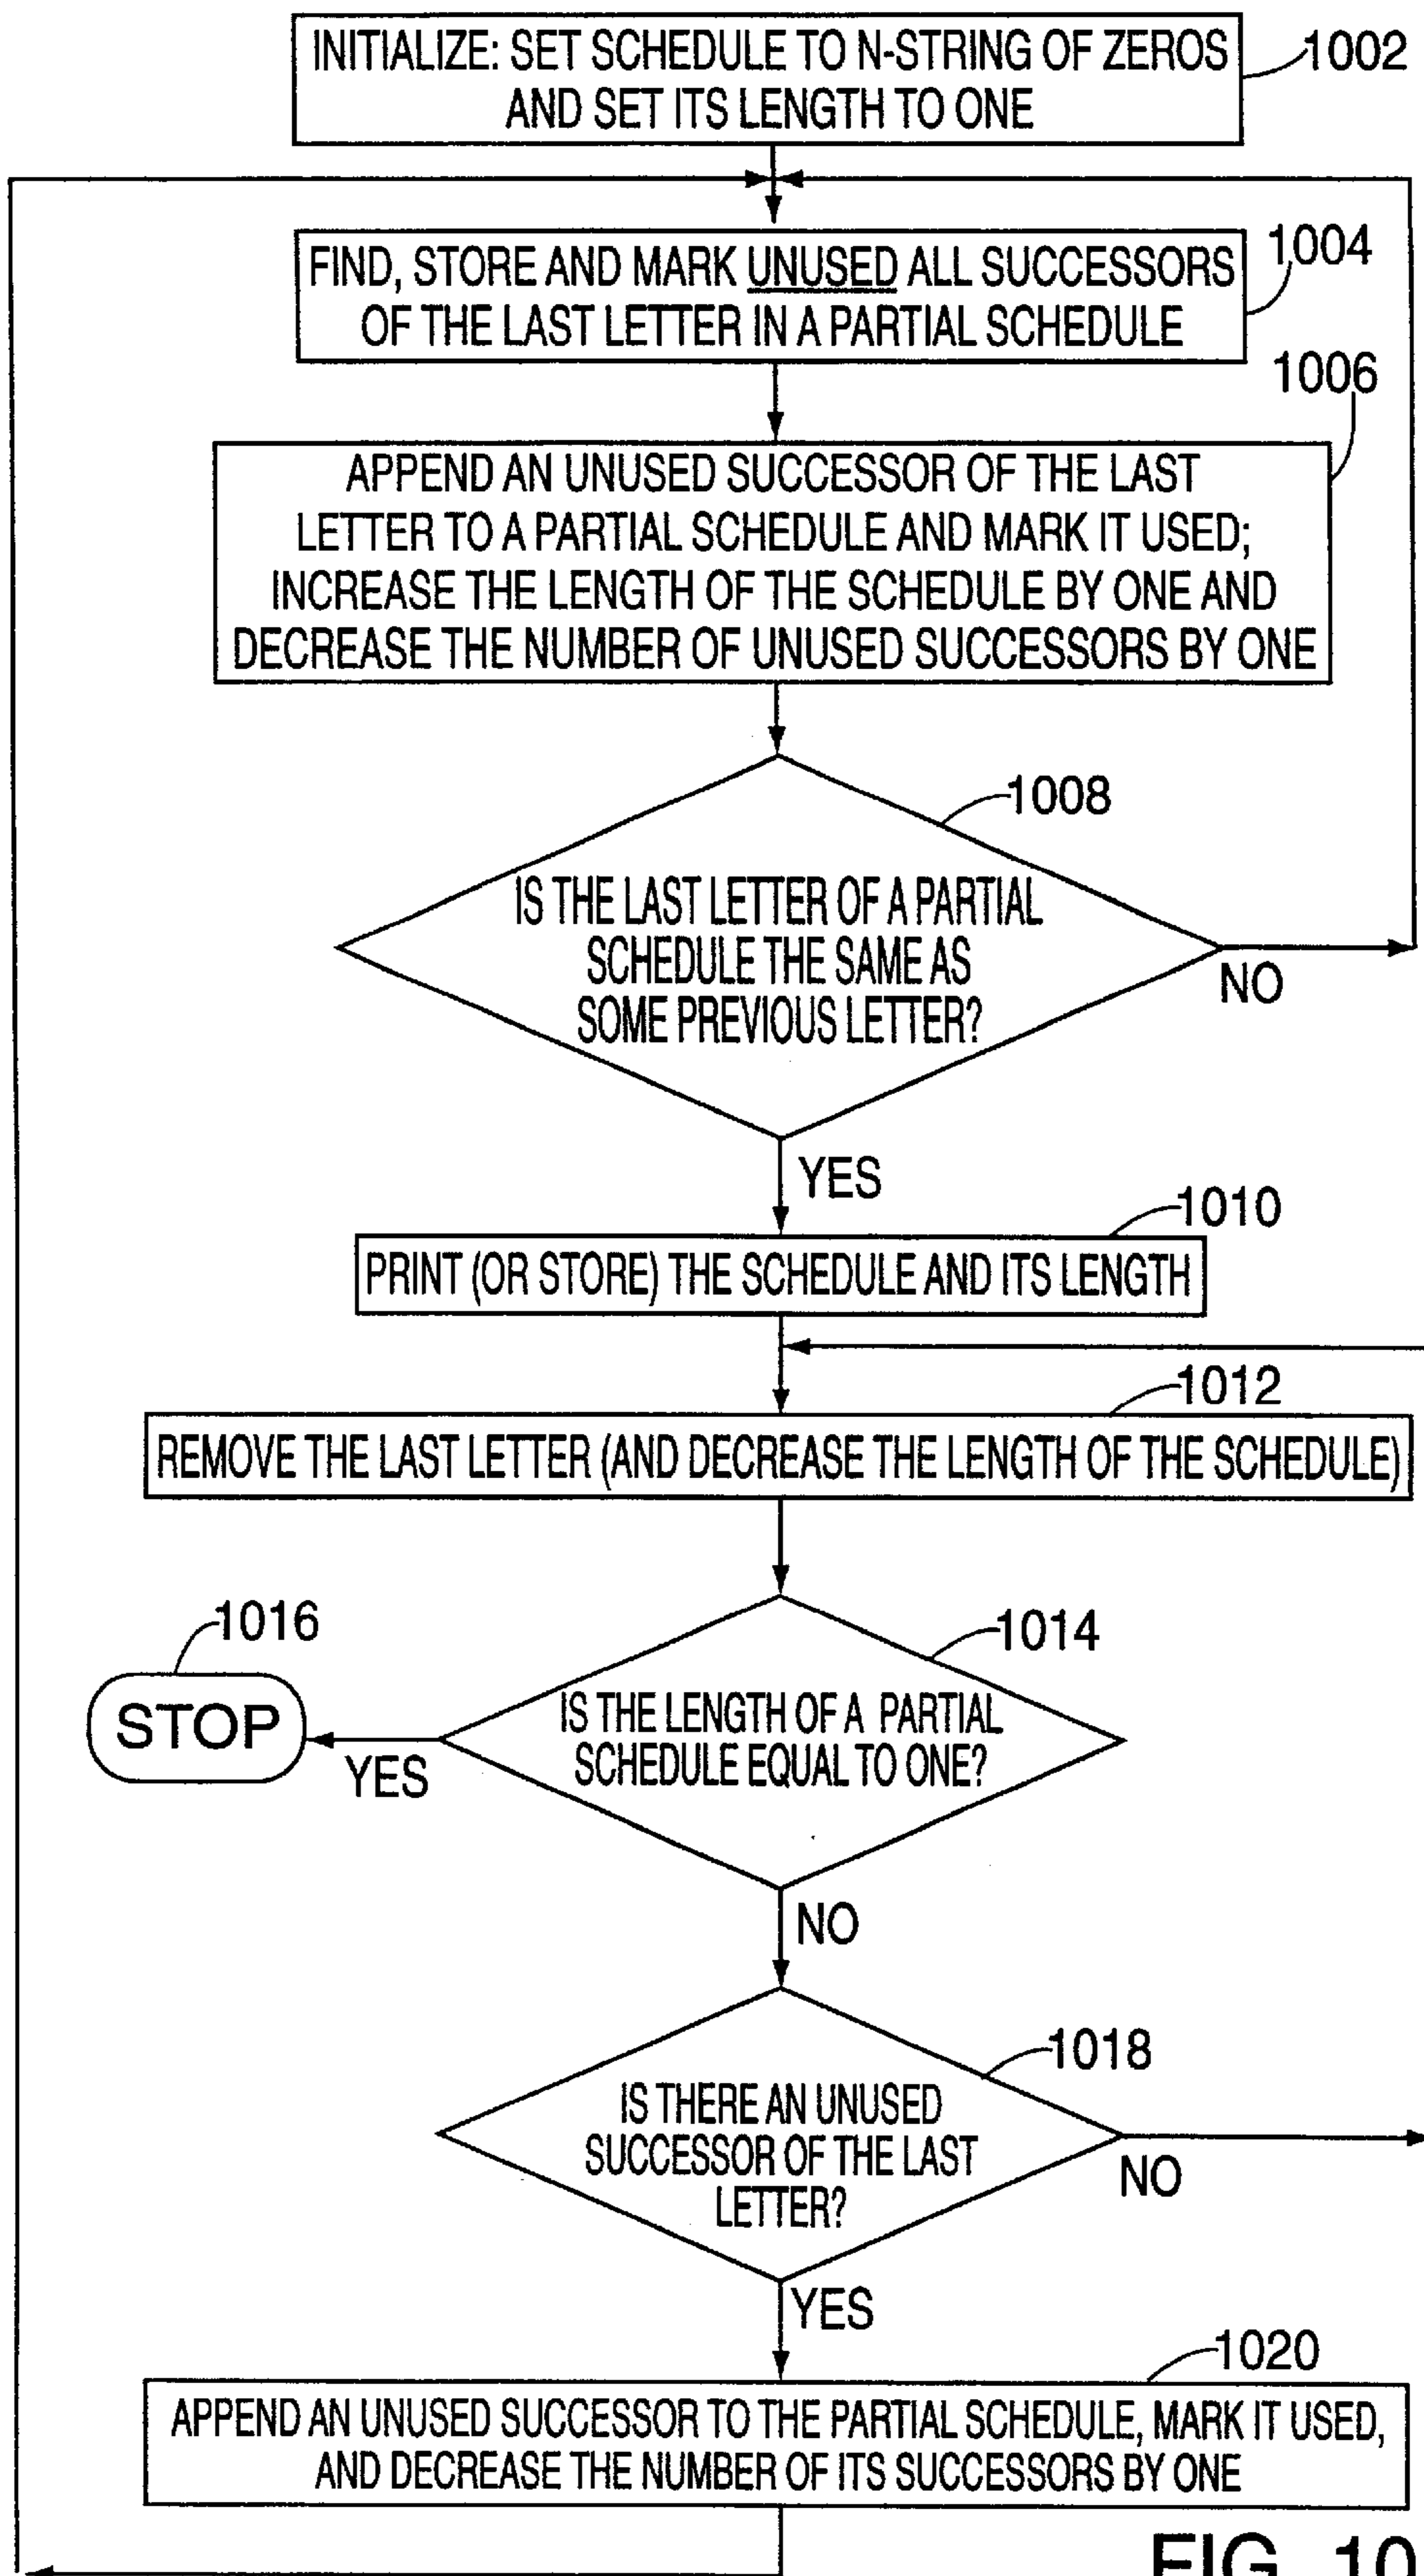 INITIALIZE: SET SCHEDULE TO N-STRING OF ZEROS
AND SET ITS LENGTH TO ONE
1002
FIND, STORE AND MARK UNUSED ALL SUCCESSORS
OF THE LAST LETTER IN A PARTIAL SCHEDULE
1004
1006
APPEND AN UNUSED SUCCESSOR OF THE LAST
LETTER TO A PARTIAL SCHEDULE AND MARK IT USED;
INCREASE THE LENGTH OF THE SCHEDULE BY ONE AND
DECREASE THE NUMBER OF UNUSED SUCCESSORS BY ONE
1008
IS THE LAST LETTER OF A PARTIAL
SCHEDULE THE SAME AS
SOME PREVIOUS LETTER?
NO
YES
1010
PRINT (OR STORE) THE SCHEDULE AND ITS LENGTH
1012
REMOVE THE LAST LETTER (AND DECREASE THE LENGTH OF THE SCHEDULE)
1016
STOP
1014
IS THE LENGTH OF A PARTIAL
SCHEDULE EQUAL TO ONE?
YES
NO
1018
IS THERE AN UNUSED
SUCCESSOR OF THE LAST
LETTER?
NO
YES
1020
APPEND AN UNUSED SUCCESSOR TO THE PARTIAL SCHEDULE, MARK IT USED,
AND DECREASE THE NUMBER OF ITS SUCCESSORS BY ONE
FIG. 10